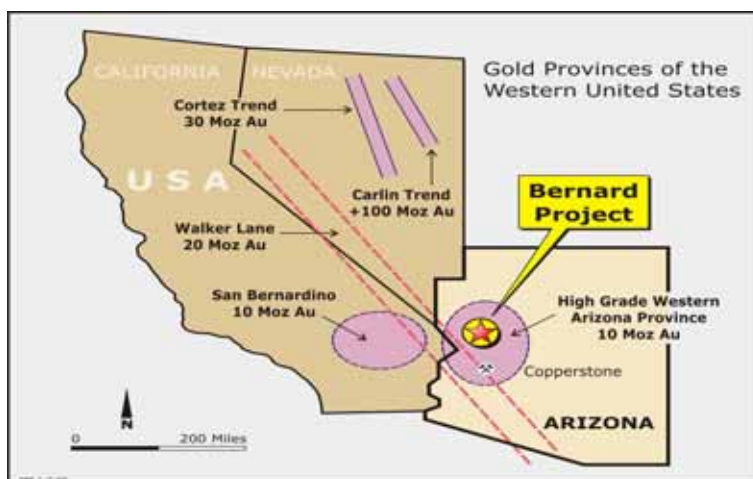 CALIFORNIA
NEVADA
Gold Provinces of the
Western United States
Cortez Trend
30 Moz Au
USA
Carlin Trend
+100 Moz Au
Bernard
Project
Walker Lane
20 Moz Au
San Bernardino
10 Moz Au
High Grade Western
Arizona Province
10 Moz Au
Copperstone
ARIZONA
N
0
200 Miles